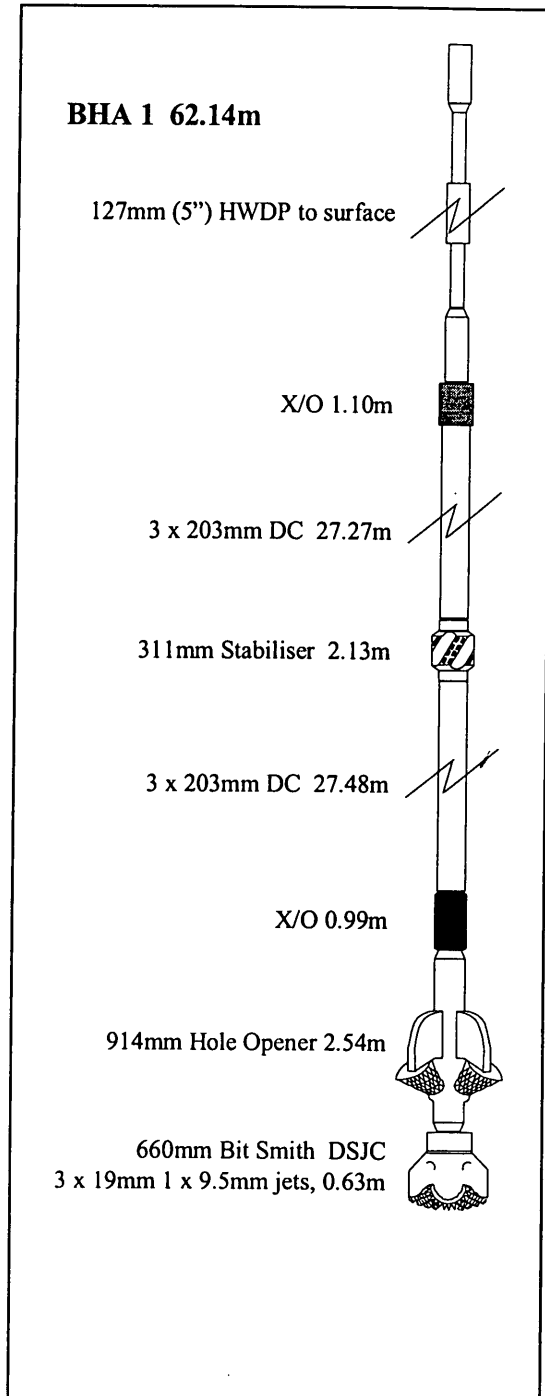 BHA 1 62.14m
127mm (5") HWDP to surface
X/O 1.10m
3 x 203mm DC 27.27m
311mm Stabiliser 2.13m
3 x 203mm DC 27.48m
X/O 0.99m
914mm Hole Opener 2.54m
660mm Bit Smith DSJC
3 x 19mm 1 x 9.5mm jets, 0.63m